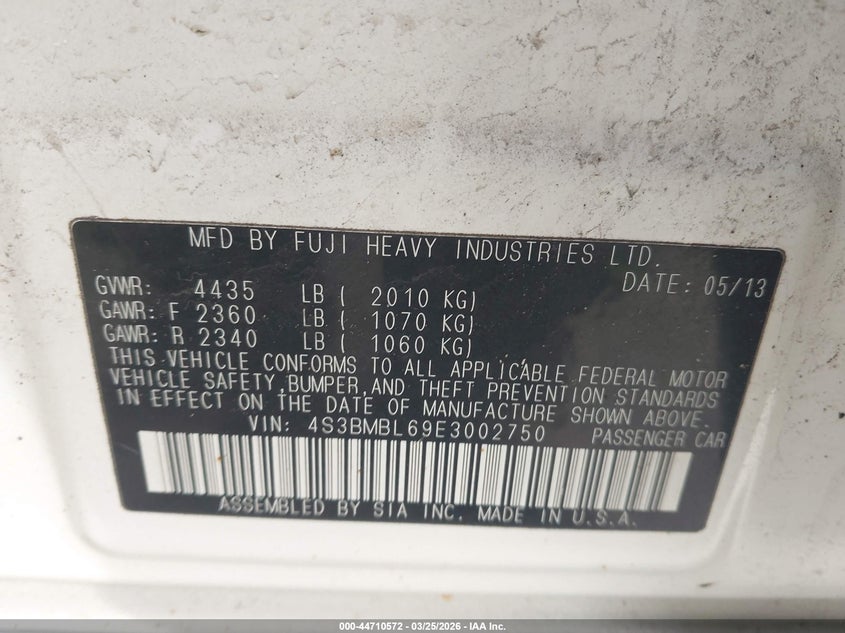 MFD BY FUJI HEAVY INDUSTRIES LTD.
DATE: 05/13
GVWR: 4435 LB ( 2010 KG)
GAWR: F 2360 LB ( 1070 KG)
GAWR: R 2340 LB ( 1060 KG)
THIS VEHICLE CONFORMS TO ALL APPLICABLE FEDERAL MOTOR
VEHICLE SAFETY,BUMPER,AND THEFT PREVENTION STANDARDS
IN EFFECT ON THE DATE OF MANUFACTURE SHOWN ABOVE.
VIN: 4S3BMBL69E3002750 PASSENGER CAR
ASSEMBLED BY SIA INC. MADE IN U.S.A.
000-44710572 — 03/25/2026 — IAA Inc.